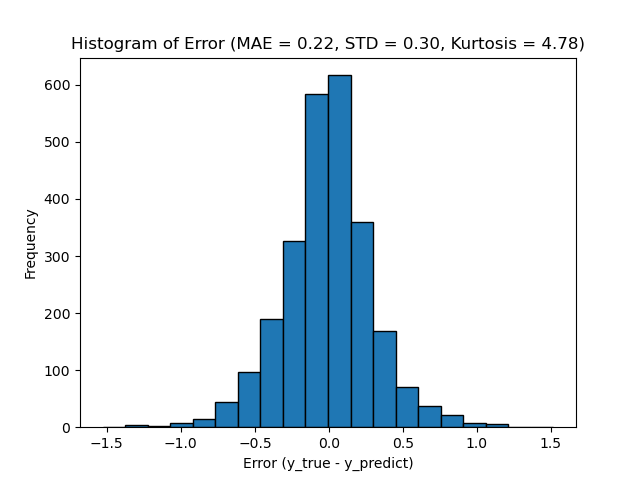 Histogram of Error (MAE = 0.22, STD = 0.30, Kurtosis = 4.78)
600
500
400
300
200
100
0
Frequency
−1.5 −1.0 −0.5 0.0 0.5 1.0 1.5
Error (y_true - y_predict)